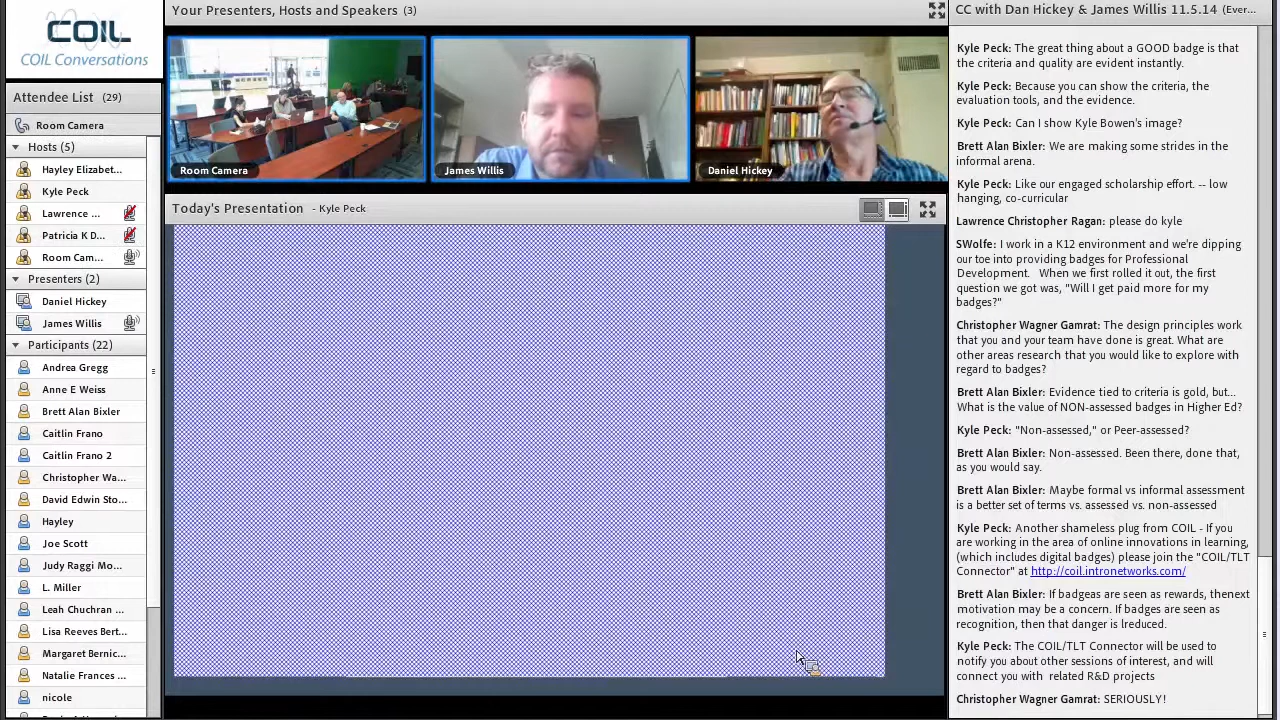 COIL
COIL Conversations
Attendee List (29)
Room Camera
Hosts (5)
Hayley Elizabet...
Kyle Peck
Lawrence ...
Patricia K D...
Room Cam...
Presenters (2)
Daniel Hickey
James Willis
Participants (22)
Andrea Gregg
Anne E Weiss
Brett Alan Bixler
Caitlin Frano
Caitlin Frano 2
Christopher Wa...
David Edwin Sto...
Hayley
Joe Scott
Judy Raggi Mo...
L. Miller
Leah Chuchran ...
Lisa Reeves Bert...
Margaret Bernic...
Natalie Frances ...
nicole
Your Presenters, Hosts and Speakers (3)
Room Camera
James Willis
Daniel Hickey
Today's Presentation - Kyle Peck
CC with Dan Hickey & James Willis 11.5.14 (Ever...
Kyle Peck: The great thing about a GOOD badge is that
the criteria end quality are evident instantly.
Kyle Peck: Because you can show the criteria, the
evaluation tools, and the evidence.
Kyle Peck: Can I show Kyle Bowen's image?
Brett Alan Bixler: We are making some strides in the
informal arena.
Kyle Peck: Like our engaged scholarship effort. -- low
hanging, co-curricular
Lawrence Christopher Ragan: please do kyle
SWolfe: I work in a K12 environment and we're dipping
our toe into providing badges for Professional
Development. When we first rolled it out, the first
question we got was, "Will I get paid more for my
badges?"
Christopher Wagner Gamrat: The design principles work
that you and your team have done is great. What are
other areas research that you would like to explore with
regard to badges?
Brett Alan Bixler: Evidence tied to criteria is gold, but...
What is the value of NON-assessed badges in Higher Ed?
Kyle Peck: "Non-assessed," or Peer-assessed?
Brett Alan Bixler: Non-assessed. Been there, done that,
as you would say.
Brett Alan Bixler: Maybe formal vs informal assessment
is a better set of terms vs. assessed vs. non-assessed
Kyle Peck: Another shameless plug from COIL - If you
are working in the area of online innovations in learning,
(which includes digital badges) please join the "COIL/TLT
Connector" at http://coil.intronetworks.com/
Brett Alan Bixler: If badgeas are seen as rewards, thenext
motivation may be a concern. If badges are seen as
recognition, then that danger is lreduced.
Kyle Peck: The COIL/TLT Connector will be used to
notify you about other sessions of interest, and will
connect you with related R&D projects
Christopher Wagner Gamrat: SERIOUSLY!